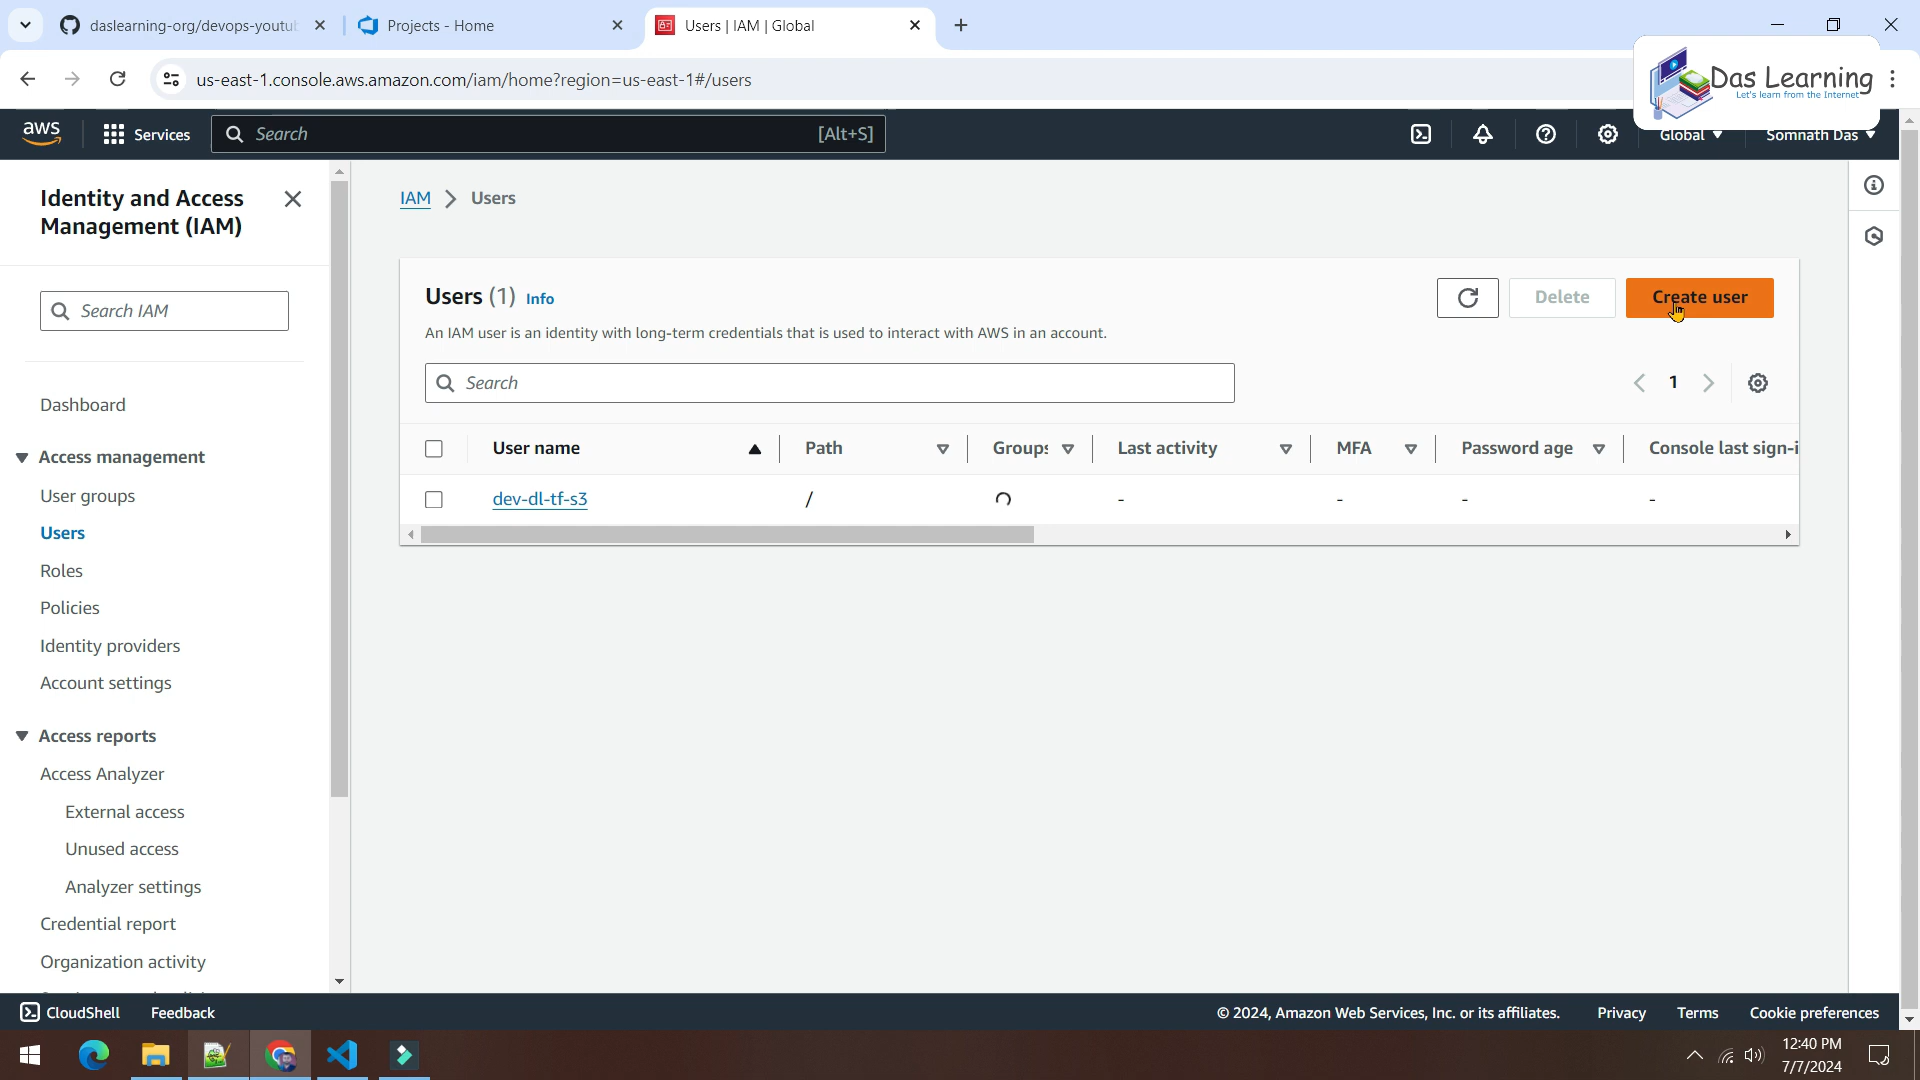 daslearning-org/devops-youtub
Projects - Home
Users | IAM | Global
us-east-1.console.aws.amazon.com/iam/home?region=us-east-1#/users
Das Learning
Let's learn from the Internet
aws
Services
Search
[Alt+S]
Global
Somnath Das
Identity and Access
Management (IAM)
Search IAM
Dashboard
Access management
User groups
Users
Roles
Policies
Identity providers
Account settings
Access reports
Access Analyzer
External access
Unused access
Analyzer settings
Credential report
Organization activity
IAM > Users
Users (1) Info
Delete
Create user
An IAM user is an identity with long-term credentials that is used to interact with AWS in an account.
Search
1
User name
Path
Groups
Last activity
MFA
Password age
Console last sign-i
dev-dl-tf-s3
/
-
-
-
-
CloudShell
Feedback
© 2024, Amazon Web Services, Inc. or its affiliates.
Privacy
Terms
Cookie preferences
12:40 PM
7/7/2024